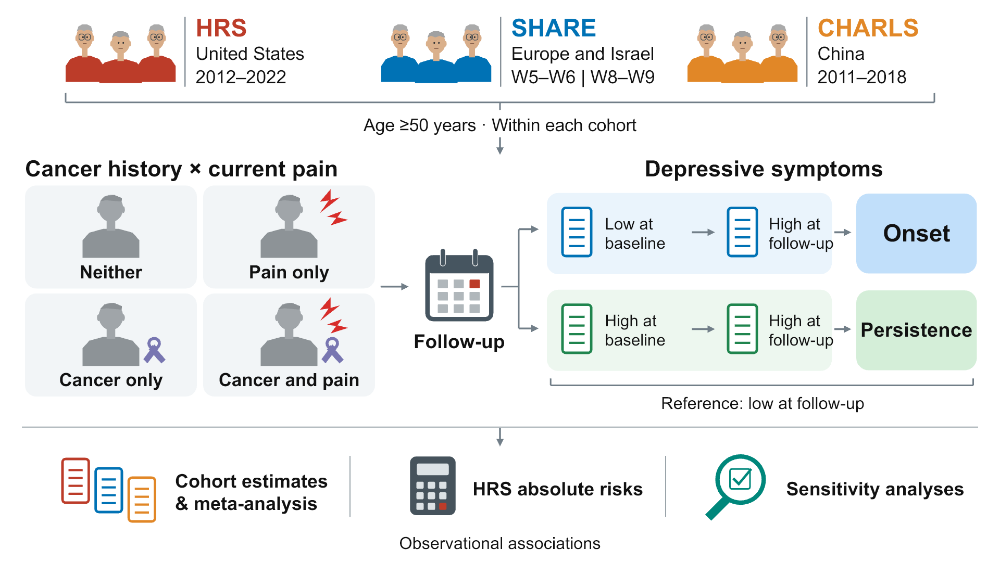 HRS
United States
2012–2022
SHARE
Europe and Israel
W5–W6 | W8–W9
CHARLS
China
2011–2018
Age ≥50 years · Within each cohort
Cancer history × current pain
Neither
Pain only
Cancer only
Cancer and pain
Follow-up
Depressive symptoms
Low at
baseline
High at
follow-up
Onset
High at
baseline
High at
follow-up
Persistence
Reference: low at follow-up
Cohort estimates
& meta-analysis
HRS absolute risks
Sensitivity analyses
Observational associations